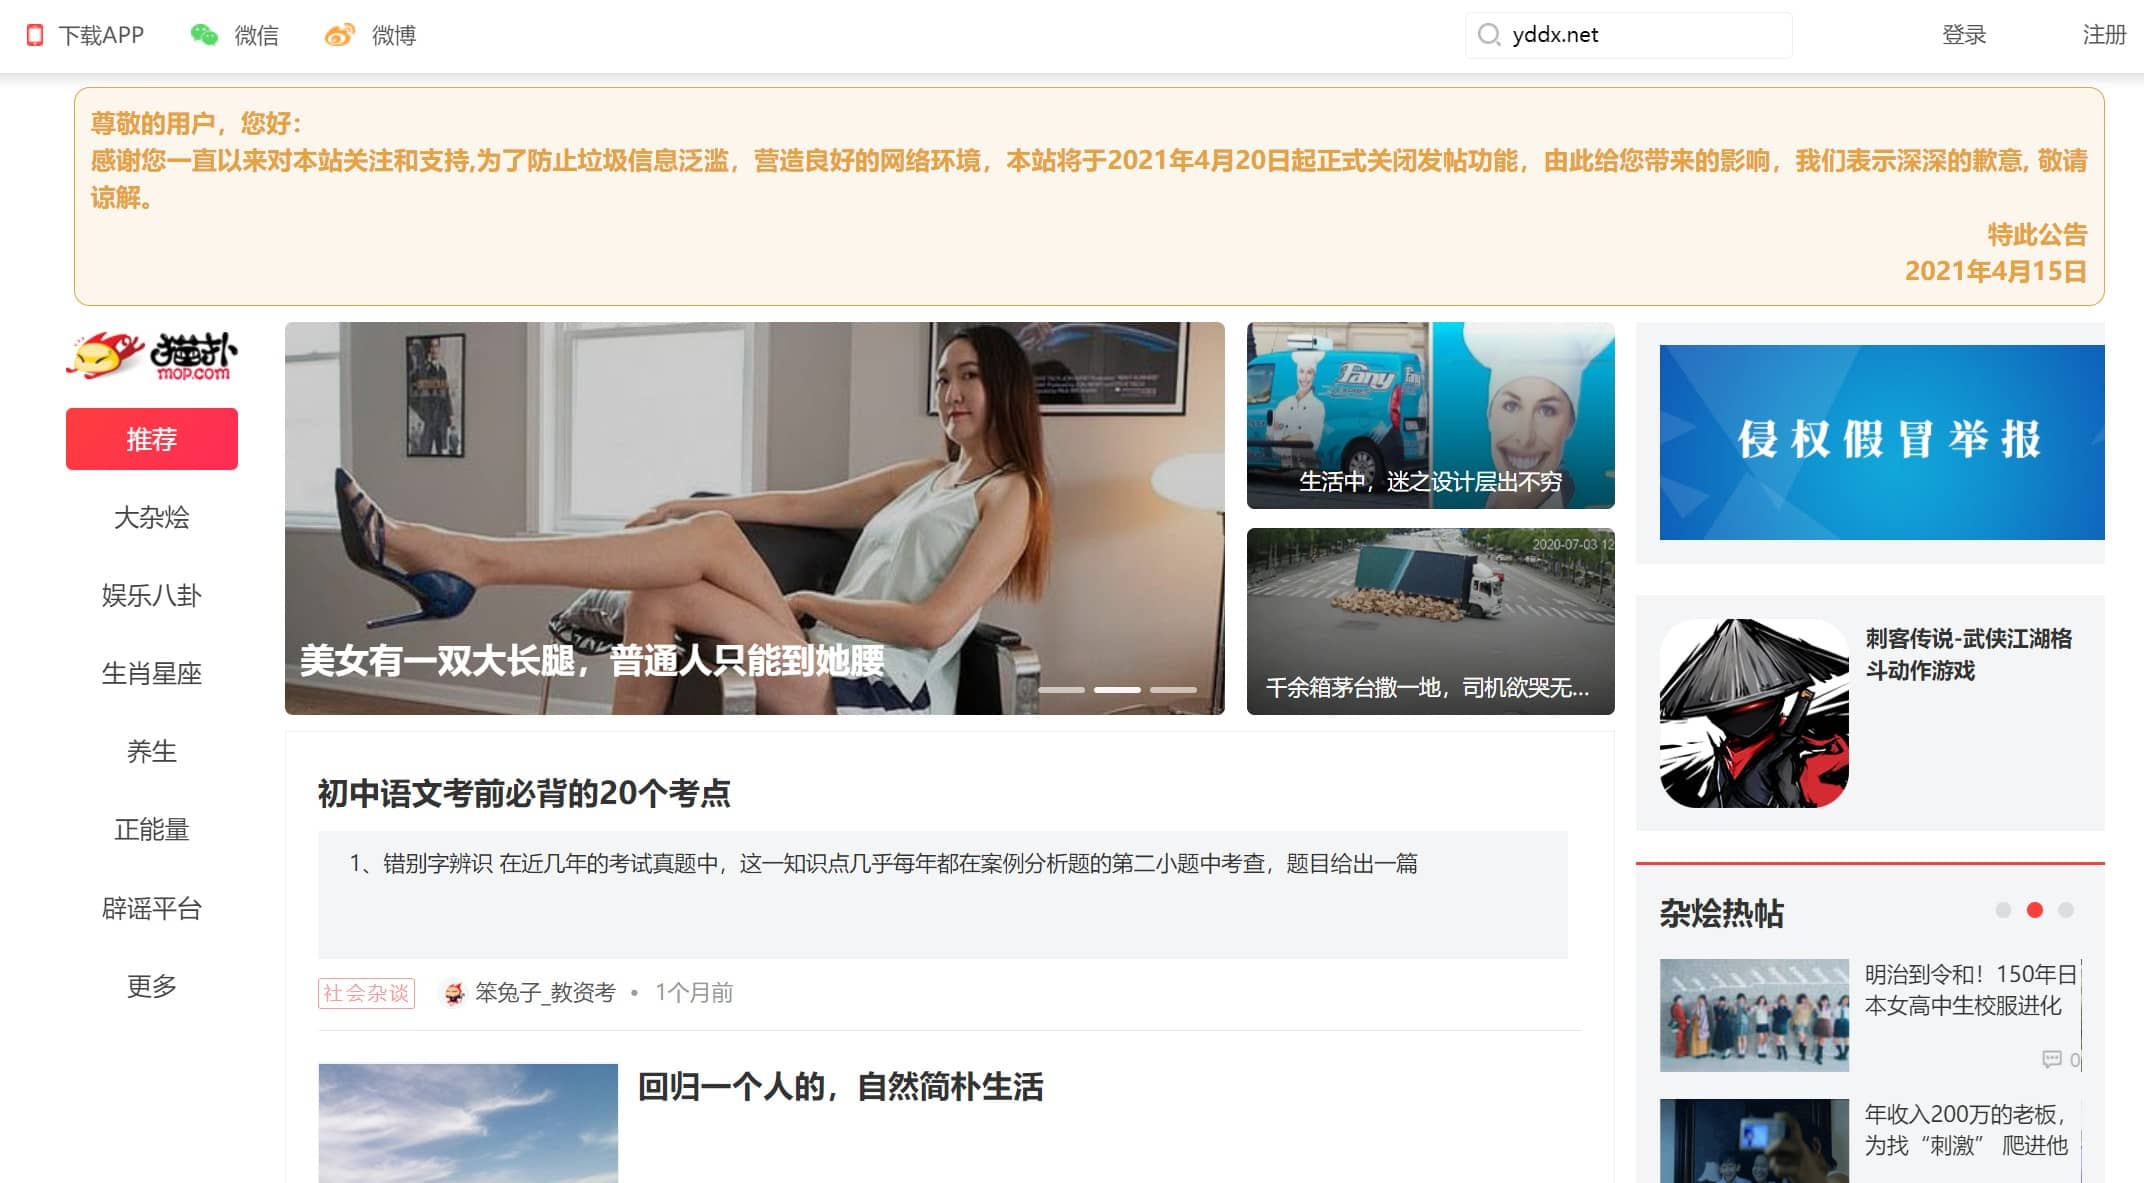 下载APP
微信
微博
yddx.net
登录
注册
尊敬的用户，您好：
感谢您一直以来对本站关注和支持,为了防止垃圾信息泛滥，营造良好的网络环境，本站将于2021年4月20日起正式关闭发帖功能，由此给您带来的影响，我们表示深深的歉意, 敬请
谅解。
特此公告
2021年4月15日
猫扑
mop.com
推荐
大杂烩
娱乐八卦
生肖星座
养生
正能量
辟谣平台
更多
美女有一双大长腿，普通人只能到她腰
fany
生活中，迷之设计层出不穷
2020-07-03 12
千余箱茅台撒一地，司机欲哭无...
侵权假冒举报
刺客传说-武侠江湖格
斗动作游戏
初中语文考前必背的20个考点
1、错别字辨识 在近几年的考试真题中，这一知识点几乎每年都在案例分析题的第二小题中考查，题目给出一篇
社会杂谈
笨兔子_教资考 • 1个月前
回归一个人的，自然简朴生活
杂烩热帖
明治到令和！150年日
本女高中生校服进化
0
年收入200万的老板，
为找“刺激” 爬进他